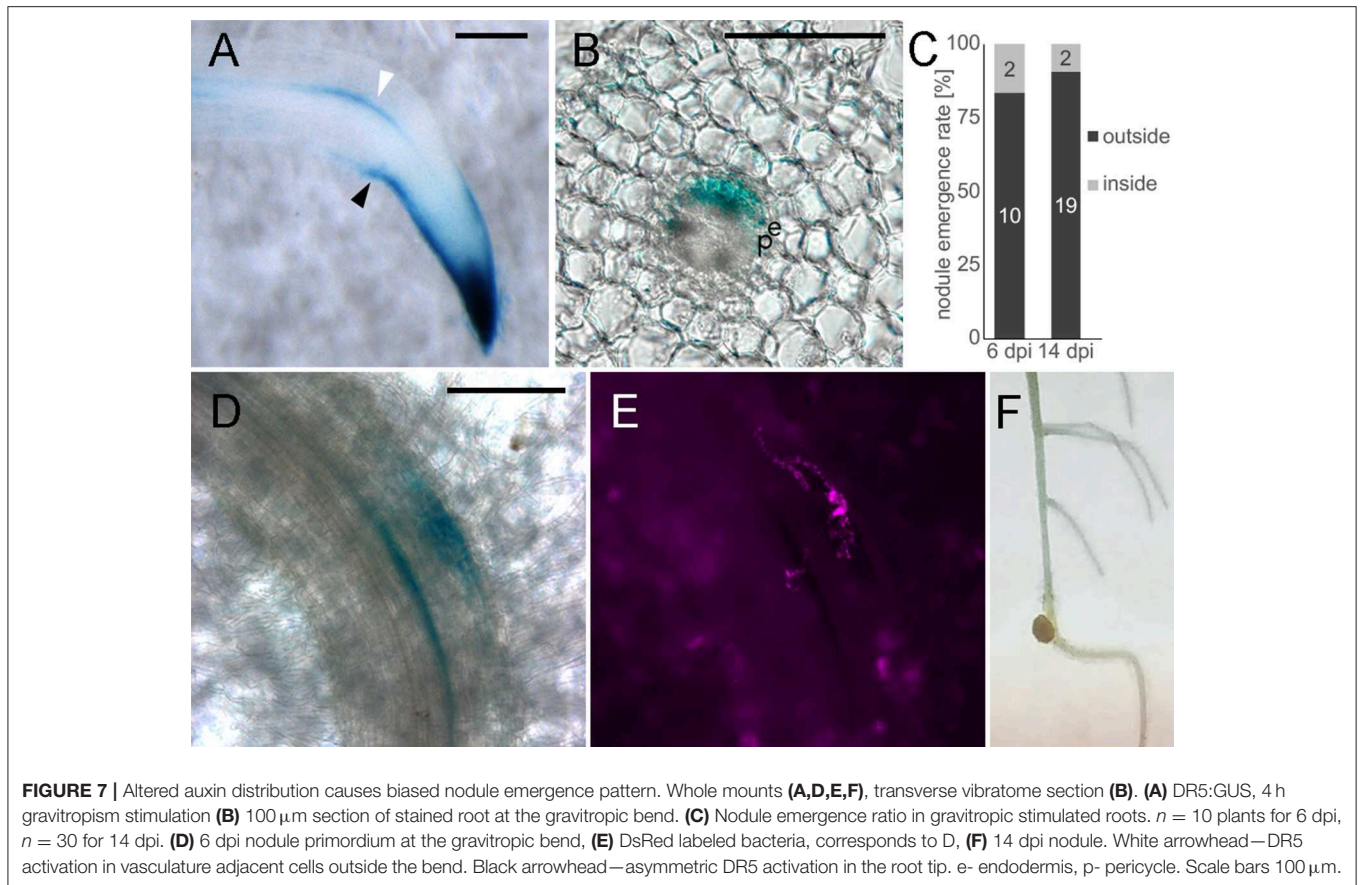 A
B
e
p
C
nodule emergence rate [%]
100
75
50
25
0
2
10
2
19
6 dpi 14 dpi
outside
inside
D
E
F
FIGURE 7 | Altered auxin distribution causes biased nodule emergence pattern. Whole mounts (A,D,E,F), transverse vibratome section (B). (A) DR5:GUS, 4 h
gravitropism stimulation (B) 100 μm section of stained root at the gravitropic bend. (C) Nodule emergence ratio in gravitropic stimulated roots. n = 10 plants for 6 dpi,
n = 30 for 14 dpi. (D) 6 dpi nodule primordium at the gravitropic bend, (E) DsRed labeled bacteria, corresponds to D, (F) 14 dpi nodule. White arrowhead—DR5
activation in vasculature adjacent cells outside the bend. Black arrowhead—asymmetric DR5 activation in the root tip. e- endodermis, p- pericycle. Scale bars 100 μm.